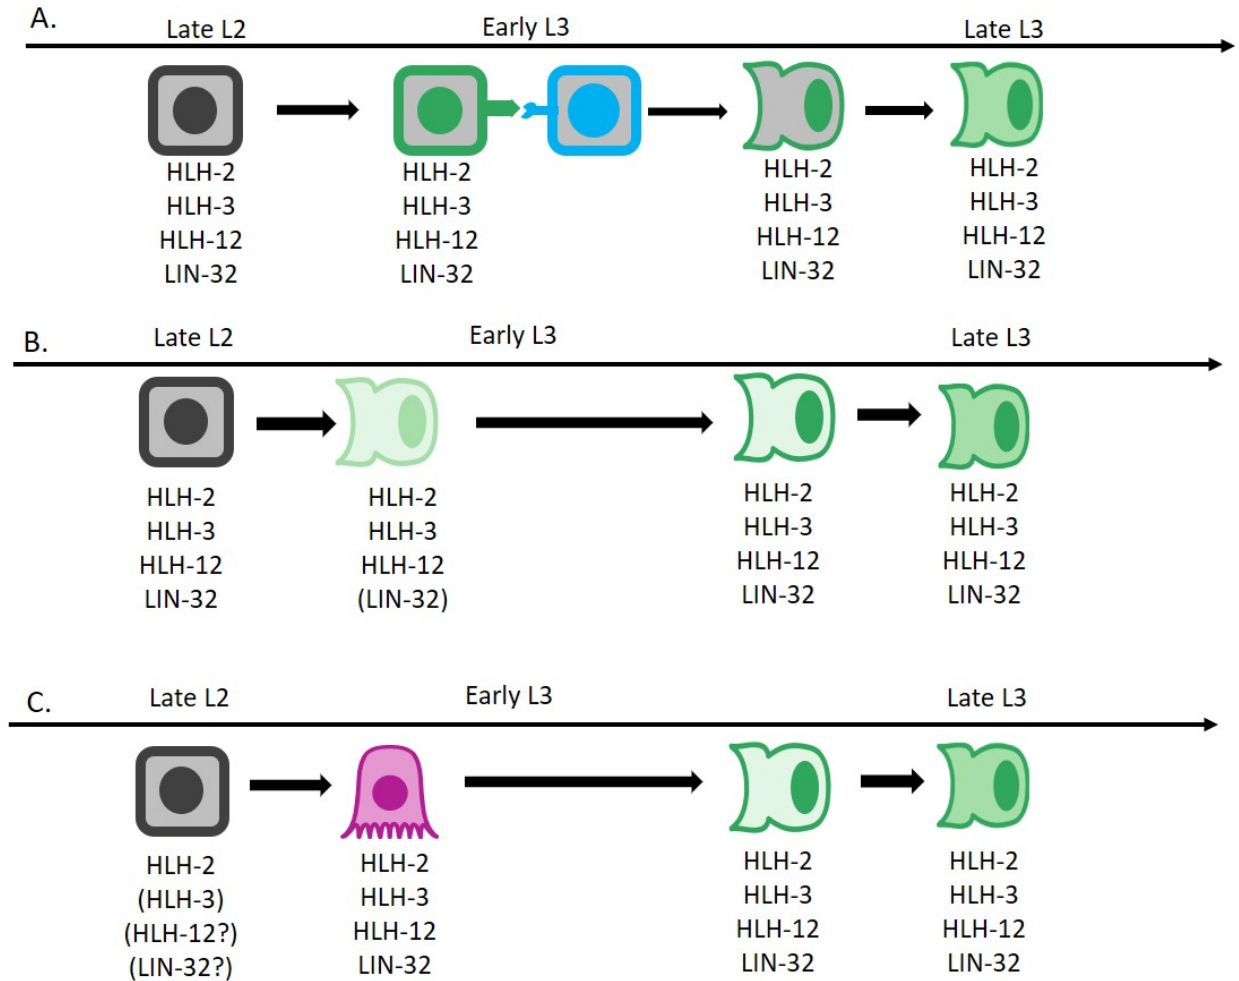 A.
Late L2 Early L3 Late L3
HLH-2 HLH-2 HLH-2 HLH-2
HLH-3 HLH-3 HLH-3 HLH-3
HLH-12 HLH-12 HLH-12 HLH-12
LIN-32 LIN-32 LIN-32 LIN-32
B.
Late L2 Early L3 Late L3
HLH-2 HLH-2 HLH-2 HLH-2
HLH-3 HLH-3 HLH-3 HLH-3
HLH-12 HLH-12 HLH-12 HLH-12
LIN-32 (LIN-32) LIN-32 LIN-32
C.
Late L2 Early L3 Late L3
HLH-2 HLH-2 HLH-2 HLH-2
(HLH-3) HLH-3 HLH-3 HLH-3
(HLH-12?) HLH-12 HLH-12 HLH-12
(LIN-32?) LIN-32 LIN-32 LIN-32